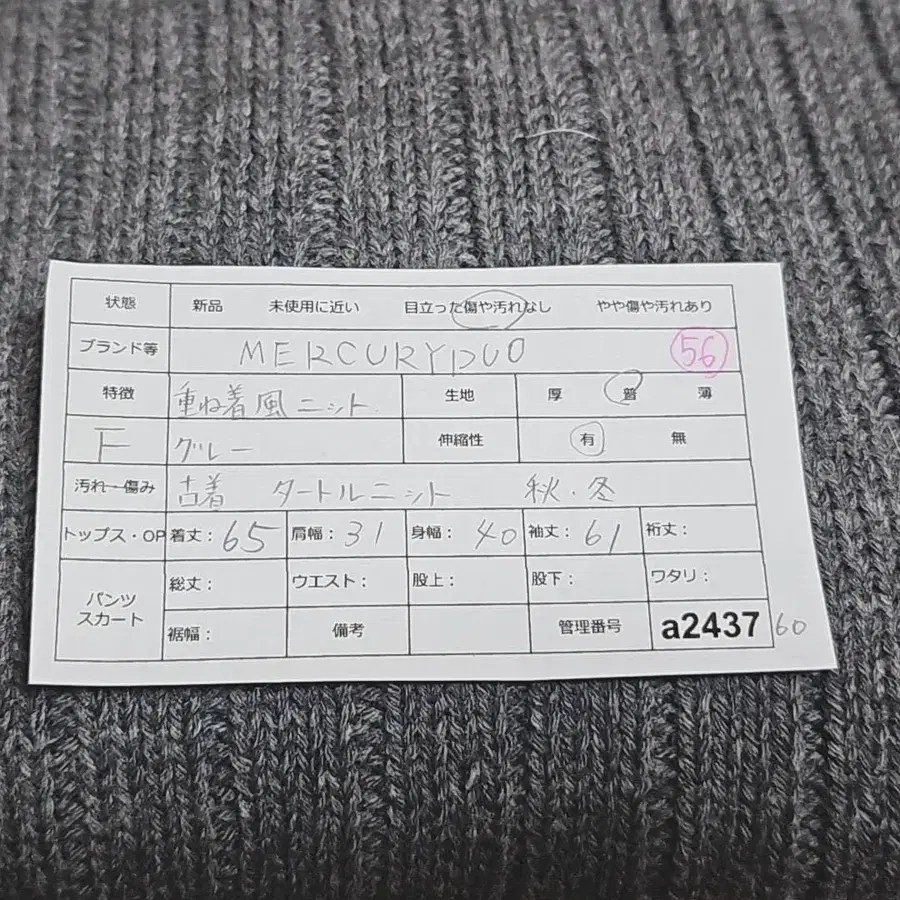 状態 新品 未使用に近い 目立った傷や汚れなし やや傷や汚れあり
ブランド等 MERCURYDUO 56
特徴 重ね着風ニット 生地 厚 普 薄
F グレー 伸縮性 有 無
汚れ・傷み 古着 タートルニット 秋・冬
トップス・OP 着丈：65 肩幅：31 身幅：40 袖丈：61 裄丈：
パンツ スカート 総丈： ウエスト： 股上： 股下： ワタリ：
裾幅： 備考 管理番号 a2437 60